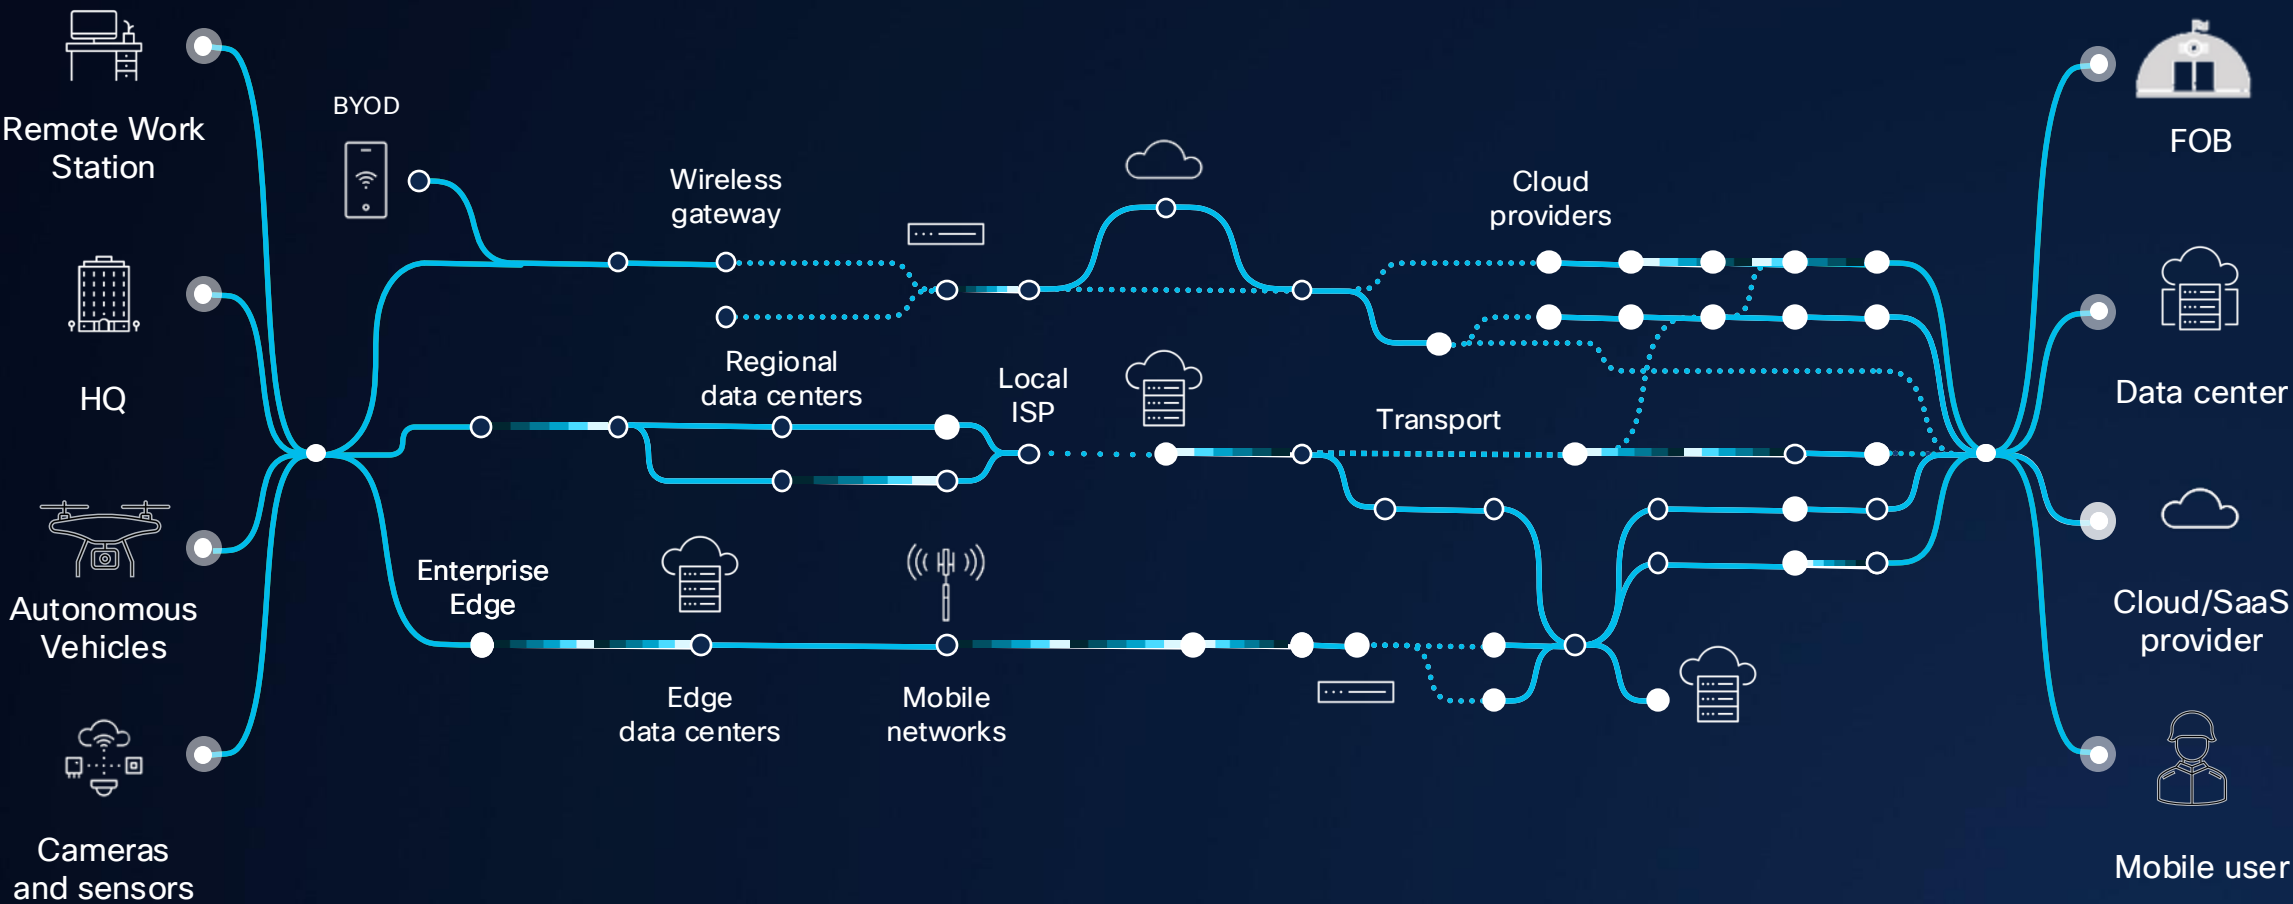 Remote Work
Station
HQ
Autonomous
Vehicles
Cameras
and sensors
BYOD
Wireless
gateway
Regional
data centers
Local
ISP
Enterprise
Edge
Edge
data centers
Mobile
networks
Cloud
providers
Transport
FOB
Data center
Cloud/SaaS
provider
Mobile user